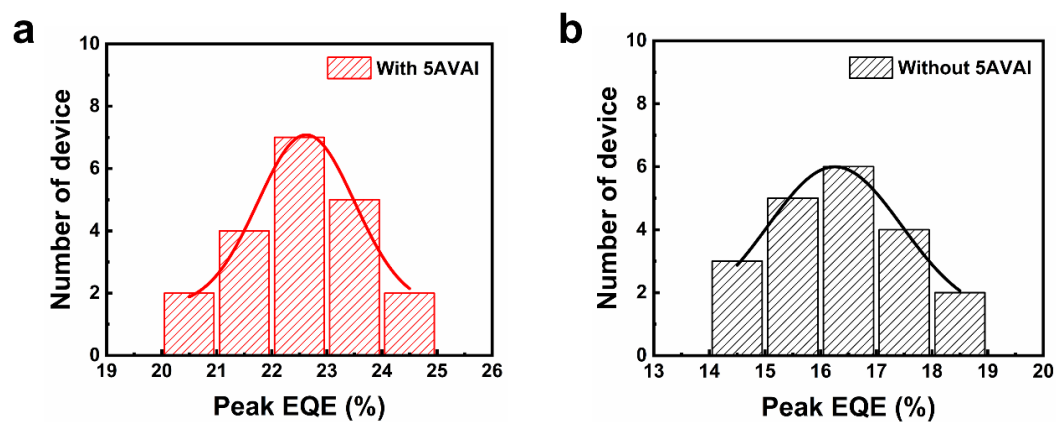 a
10
8
6
4
2
0
Number of device
With 5AVAI
19 20 21 22 23 24 25 26
Peak EQE (%)
b
10
8
6
4
2
0
Number of device
Without 5AVAI
13 14 15 16 17 18 19 20
Peak EQE (%)